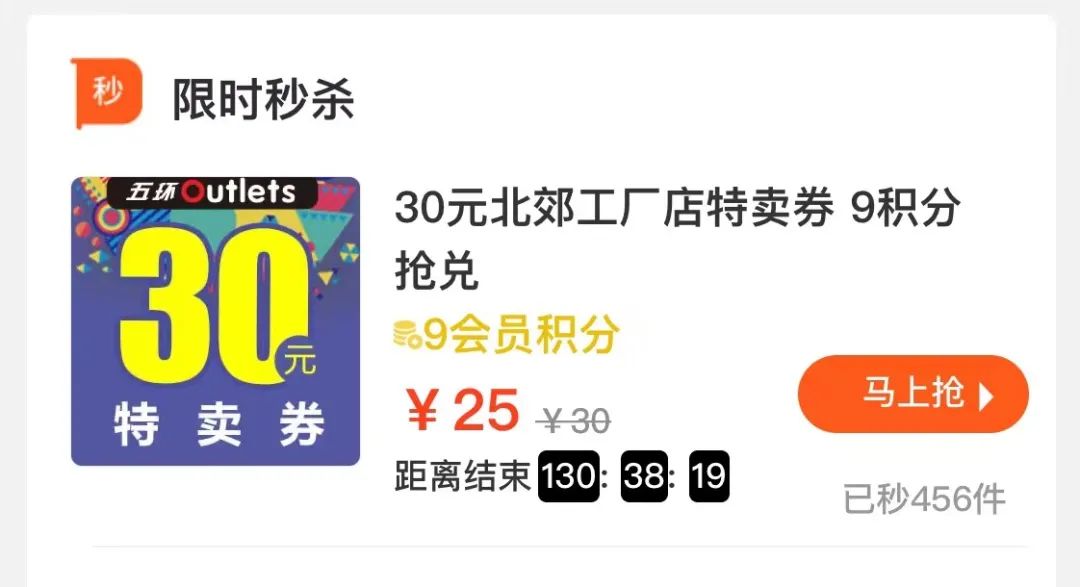 秒
限时秒杀
五环Outlets
30元
特卖券
30元北郊工厂店特卖券 9积分
抢兑
9会员积分
￥25 ￥30
马上抢
距离结束 130: 38: 19
已秒456件